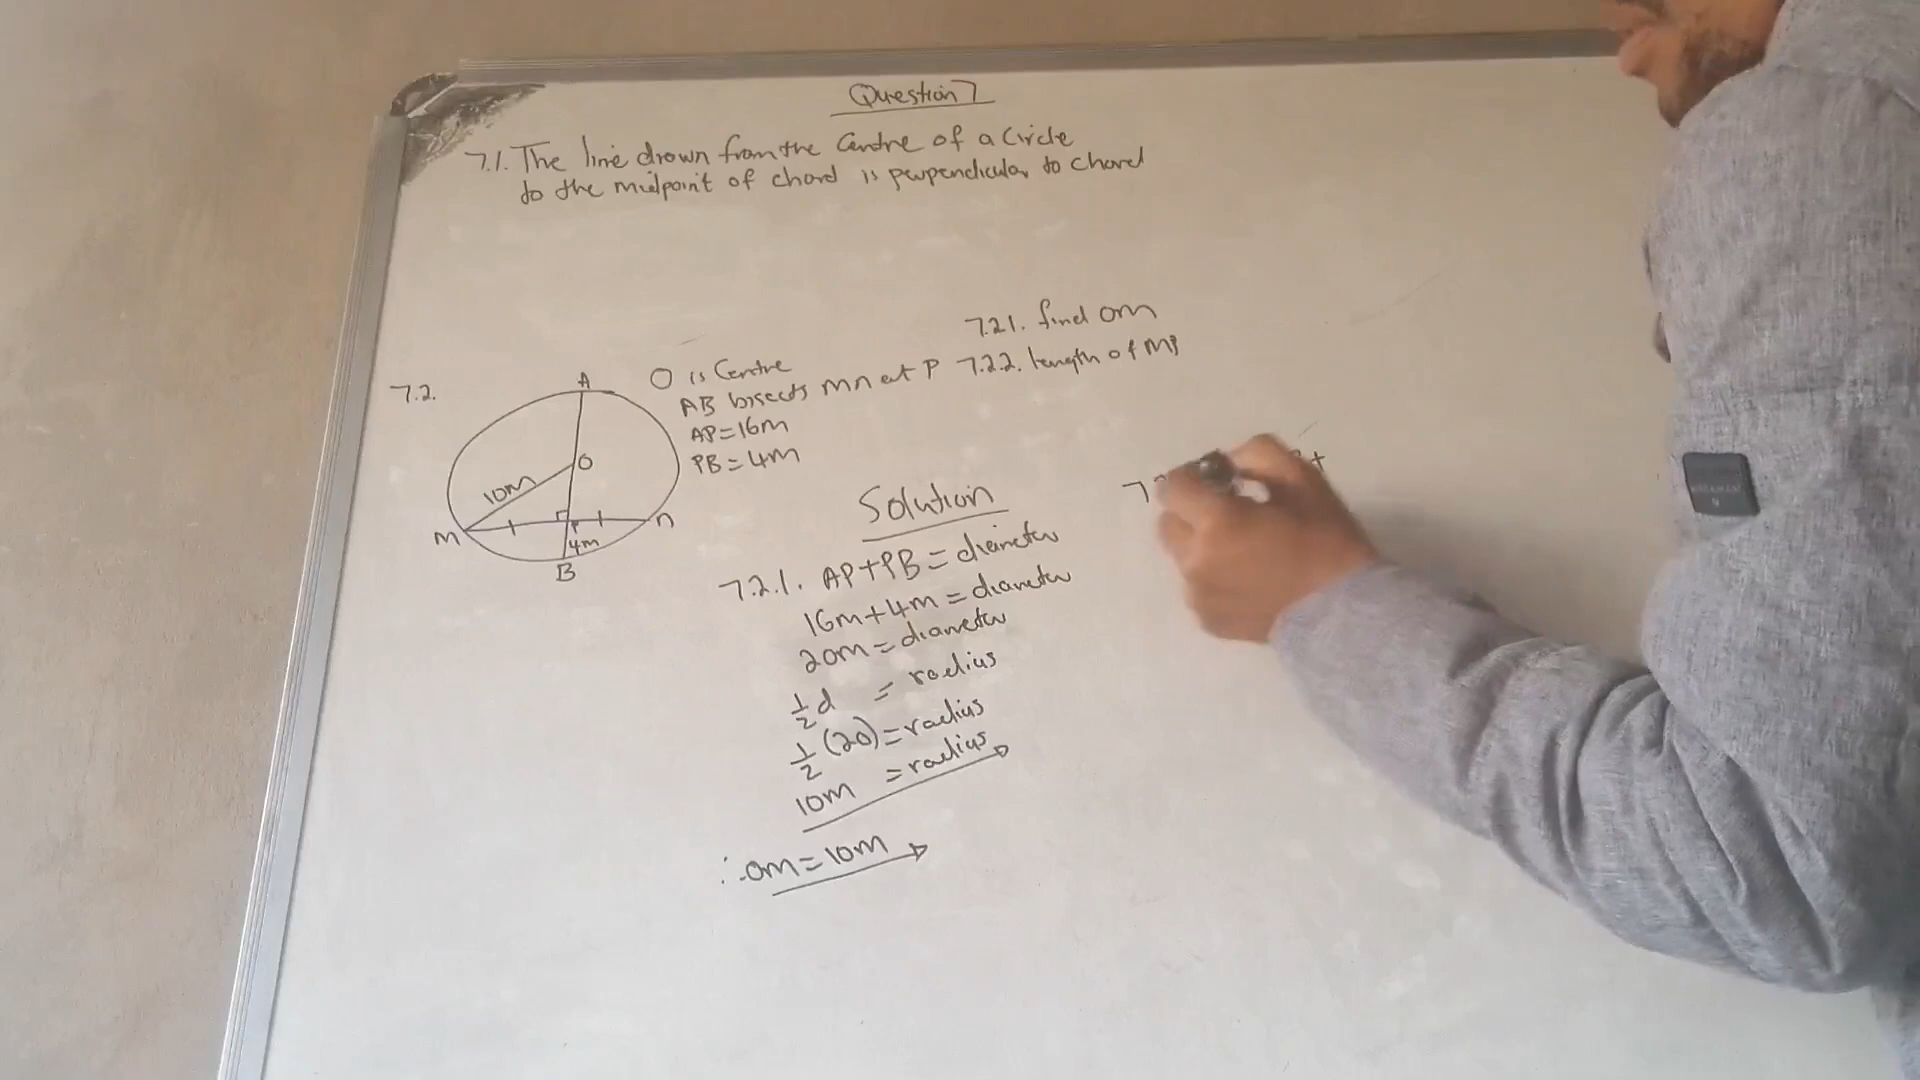 Question 7
7.1. The line drown from the Centre of a Circle
to the midpoint of chord is perpendicular to chord
7.2.1. find om
7.2.2. length of MP
7.2.
O is Centre
AB bisects mn at P
AP=16m
PB=4m
A
O
10m
M
P
n
4m
B
Solution
7.2.1. AP+PB=diameter
16m+4m=diameter
20m=diameter
1/2 d = radius
1/2 (20)=radius
10m =radius
∴ om=10m